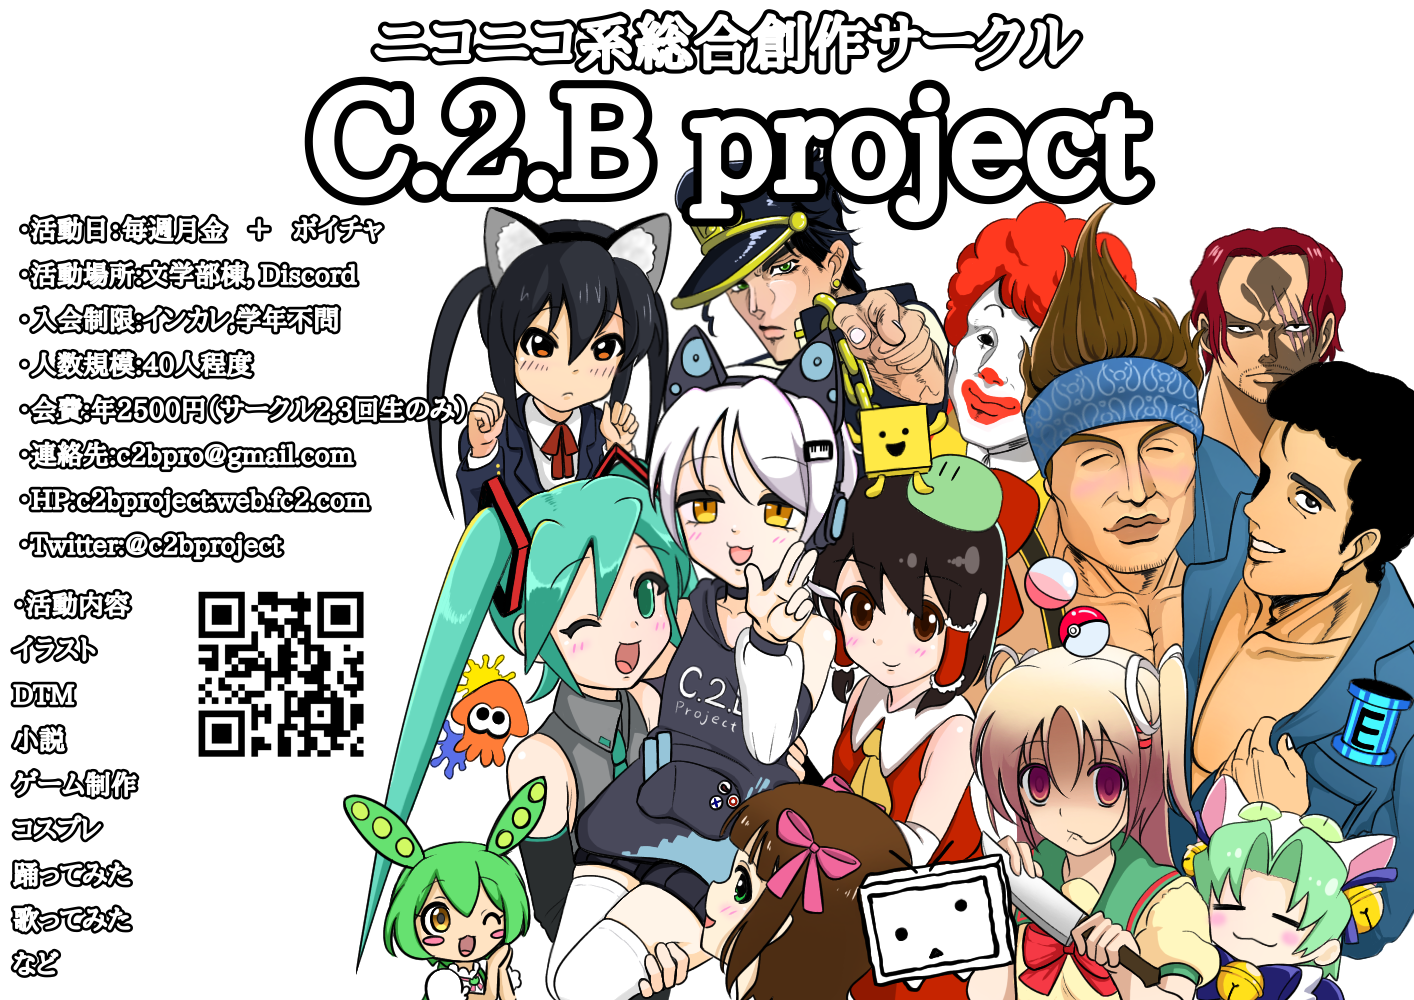 ニコニコ系総合創作サークル
C.2.B project
・活動日:毎週月金 + ボイチャ
・活動場所:文学部棟, Discord
・入会制限:インカレ,学年不問
・人数規模:40人程度
・会費:年2500円(サークル2,3回生のみ)
・連絡先:c2bpro@gmail.com
・HP:c2bproject.web.fc2.com
・Twitter:@c2bproject
・活動内容
イラスト
DTM
小説
ゲーム制作
コスプレ
踊ってみた
歌ってみた
など
C.2.B
Project
E